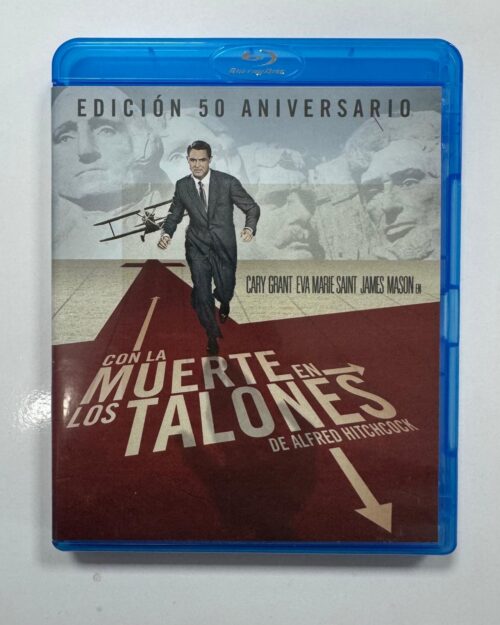 Blu-ray Disc
EDICIÓN 50 ANIVERSARIO
CARY GRANT EVA MARIE SAINT JAMES MASON EN
CON LA
MUERTE EN
LOS TALONES
DE ALFRED HITCHCOCK